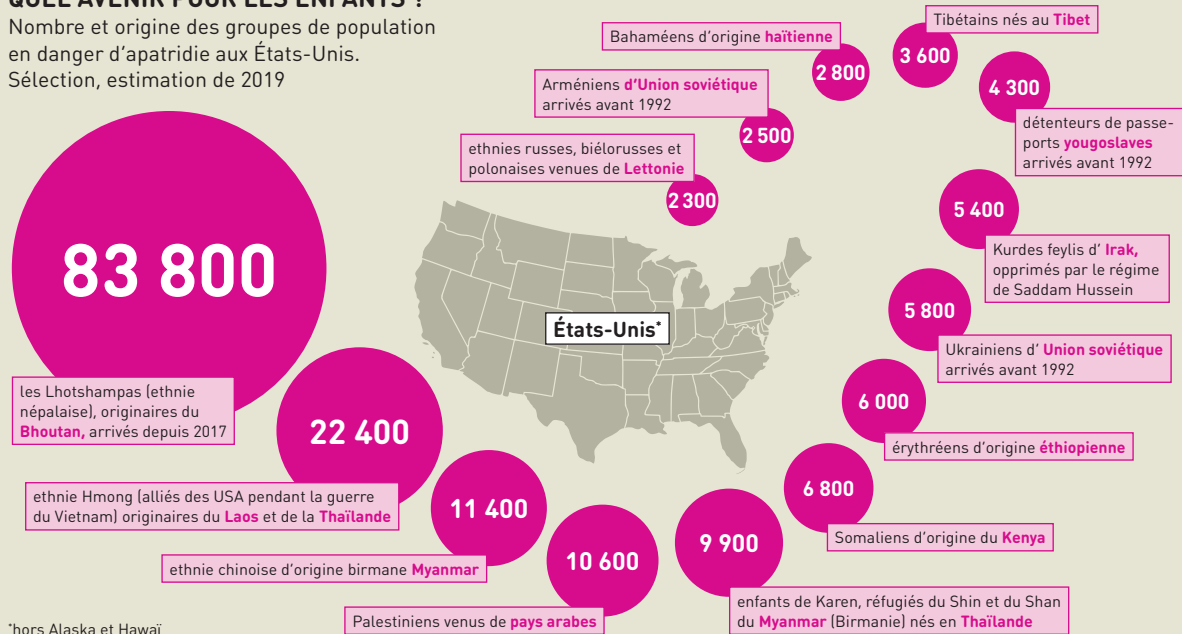 QUEL AVENIR POUR LES ENFANTS ?
Nombre et origine des groupes de population
en danger d'apatridie aux États-Unis.
Sélection, estimation de 2019
83 800
les Lhotshampas (ethnie
népalaise), originaires du
Bhoutan, arrivés depuis 2017
22 400
ethnie Hmong (alliés des USA pendant la guerre
du Vietnam) originaires du Laos et de la Thaïlande
11 400
ethnie chinoise d'origine birmane Myanmar
10 600
Palestiniens venus de pays arabes
9 900
enfants de Karen, réfugiés du Shin et du Shan
du Myanmar (Birmanie) nés en Thaïlande
6 800
Somaliens d'origine du Kenya
6 000
érythréens d'origine éthiopienne
5 800
Ukrainiens d' Union soviétique
arrivés avant 1992
5 400
Kurdes feylis d' Irak,
opprimés par le régime
de Saddam Hussein
4 300
détenteurs de passe-
ports yougoslaves
arrivés avant 1992
3 600
Tibétains nés au Tibet
2 800
Bahaméens d'origine haïtienne
2 500
Arméniens d'Union soviétique
arrivés avant 1992
2 300
ethnies russes, biélorusses et
polonaises venues de Lettonie
États-Unis*
*hors Alaska et Hawaï